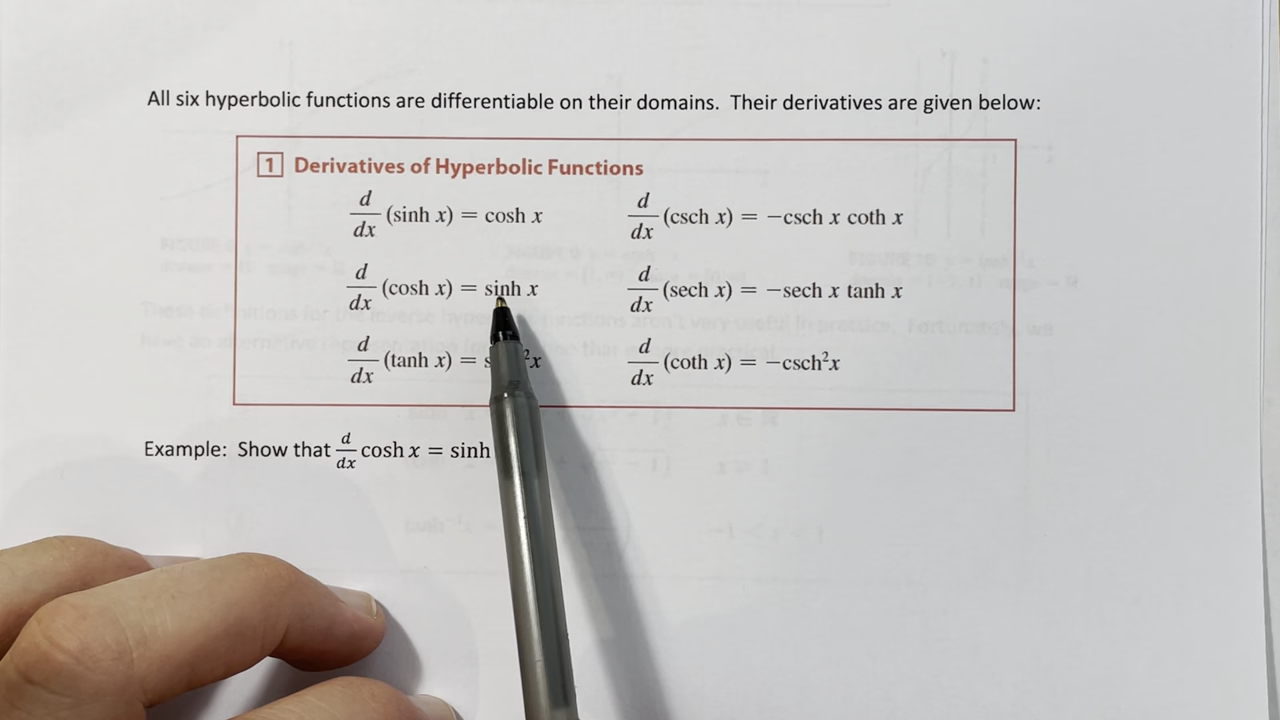 All six hyperbolic functions are differentiable on their domains. Their derivatives are given below:
1 Derivatives of Hyperbolic Functions
d/dx (sinh x) = cosh x
d/dx (csch x) = −csch x coth x
d/dx (cosh x) = sinh x
d/dx (sech x) = −sech x tanh x
d/dx (tanh x) = s ²x
d/dx (coth x) = −csch²x
Example: Show that d/dx cosh x = sinh